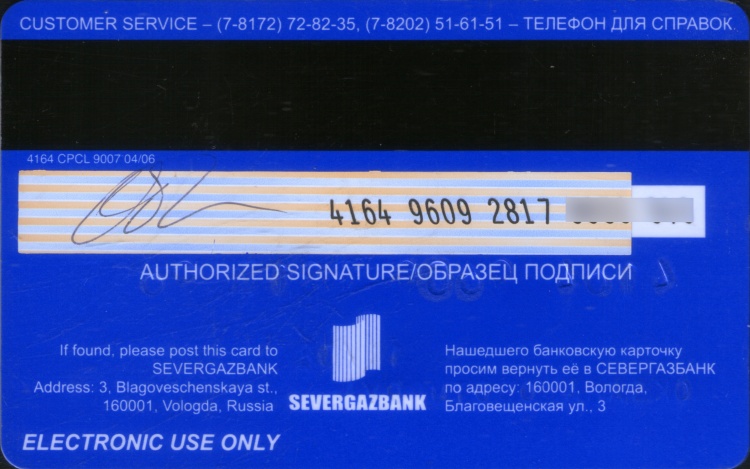 CUSTOMER SERVICE – (7-8172) 72-82-35, (7-8202) 51-61-51 – ТЕЛЕФОН ДЛЯ СПРАВОК
4164 CPCL 9007 04/06
4164 9609 2817
AUTHORIZED SIGNATURE/ОБРАЗЕЦ ПОДПИСИ
If found, please post this card to
SEVERGAZBANK
Address: 3, Blagoveschenskaya st.,
160001, Vologda, Russia
SEVERGAZBANK
Нашедшего банковскую карточку
просим вернуть её в СЕВЕРГАЗБАНК
по адресу: 160001, Вологда,
Благовещенская ул., 3
ELECTRONIC USE ONLY